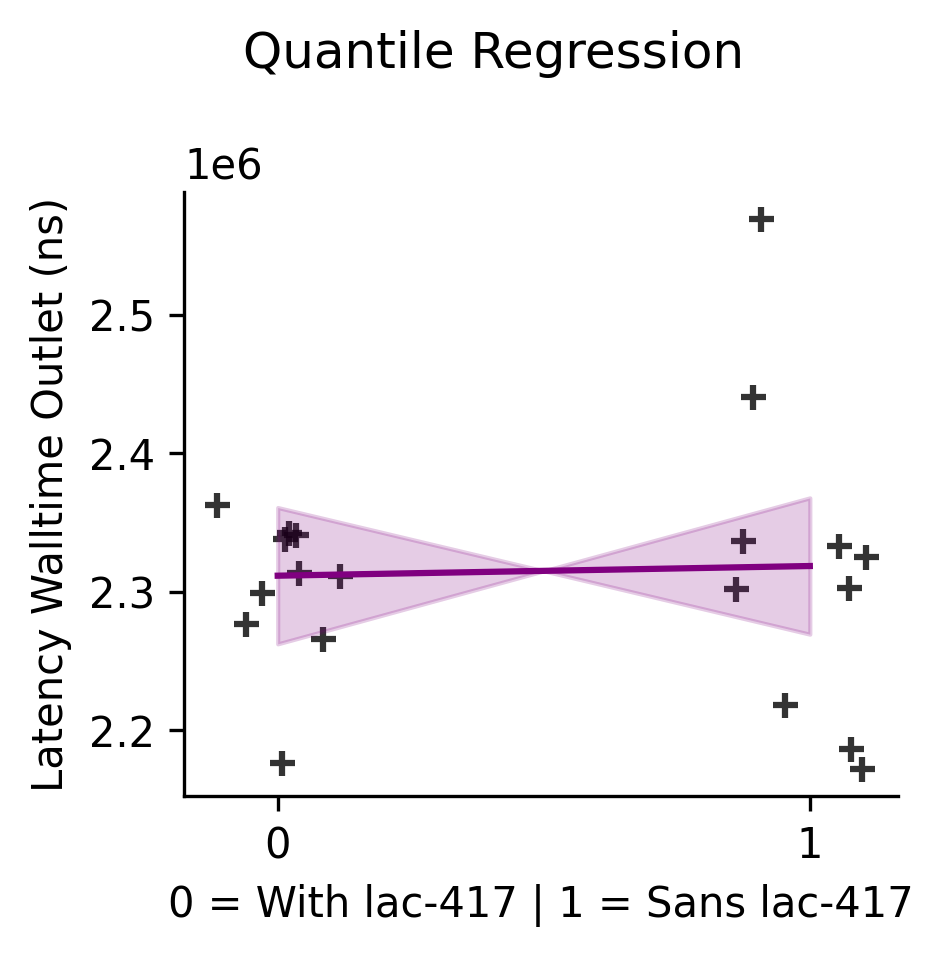 Quantile Regression
1e6
Latency Walltime Outlet (ns)
2.5
2.4
2.3
2.2
0 1
0 = With lac-417 | 1 = Sans lac-417